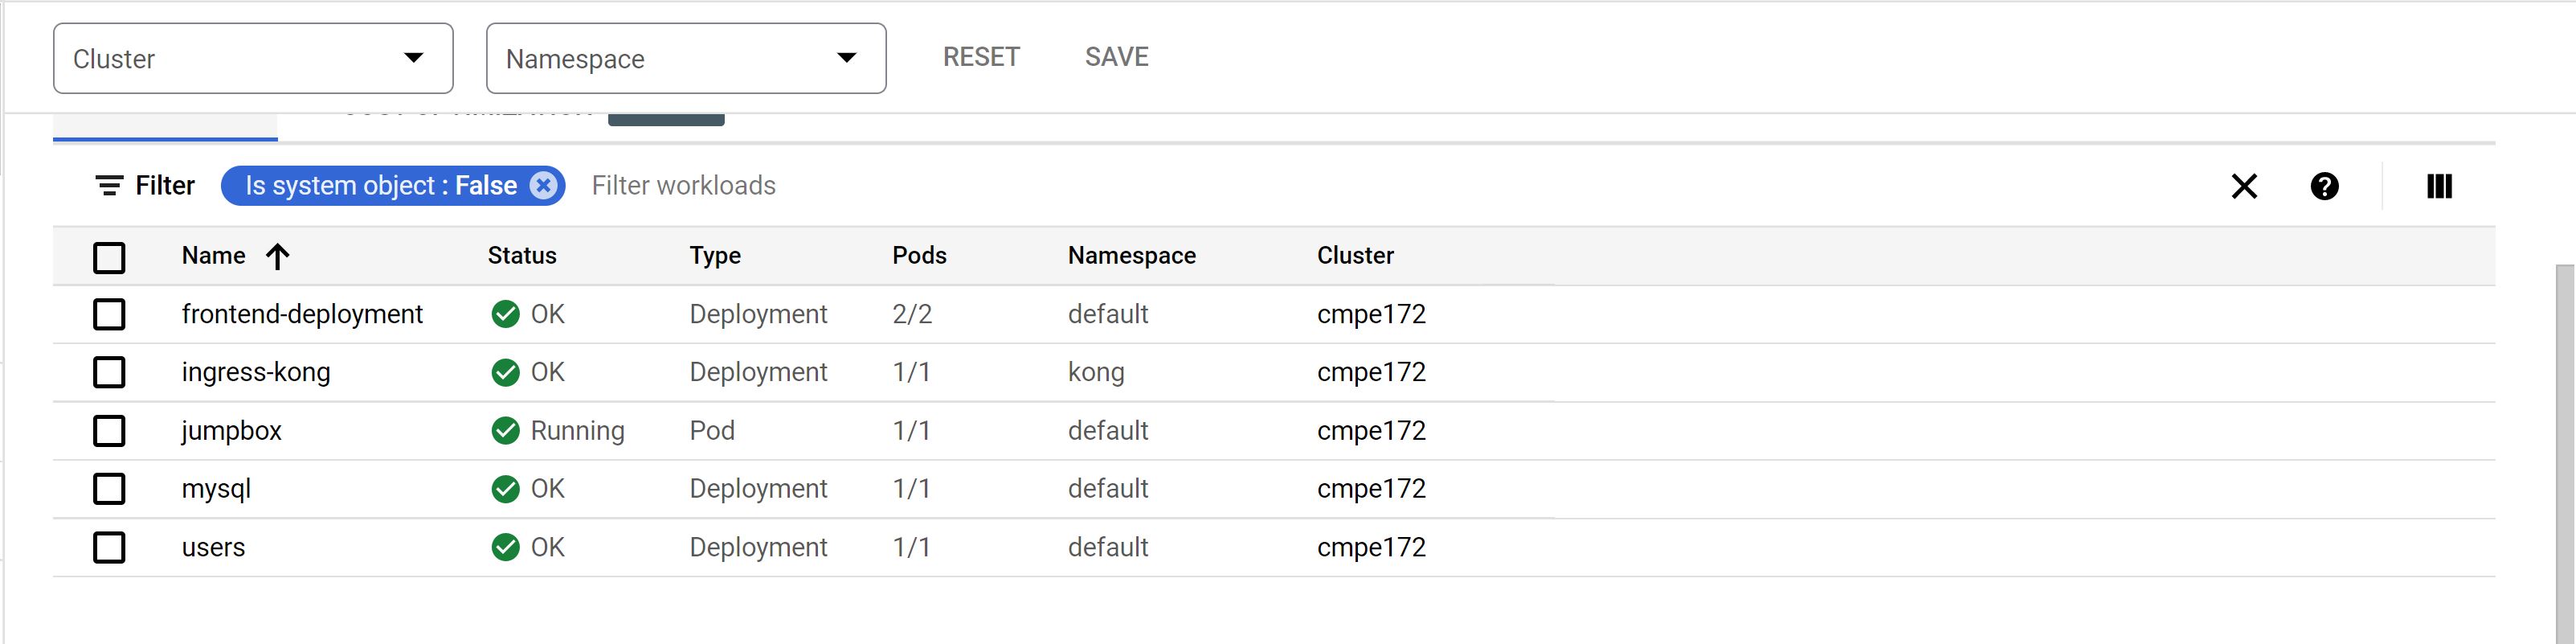 Cluster Namespace RESET SAVE
Filter Is system object : False Filter workloads
Name Status Type Pods Namespace Cluster
frontend-deployment OK Deployment 2/2 default cmpe172
ingress-kong OK Deployment 1/1 kong cmpe172
jumpbox Running Pod 1/1 default cmpe172
mysql OK Deployment 1/1 default cmpe172
users OK Deployment 1/1 default cmpe172